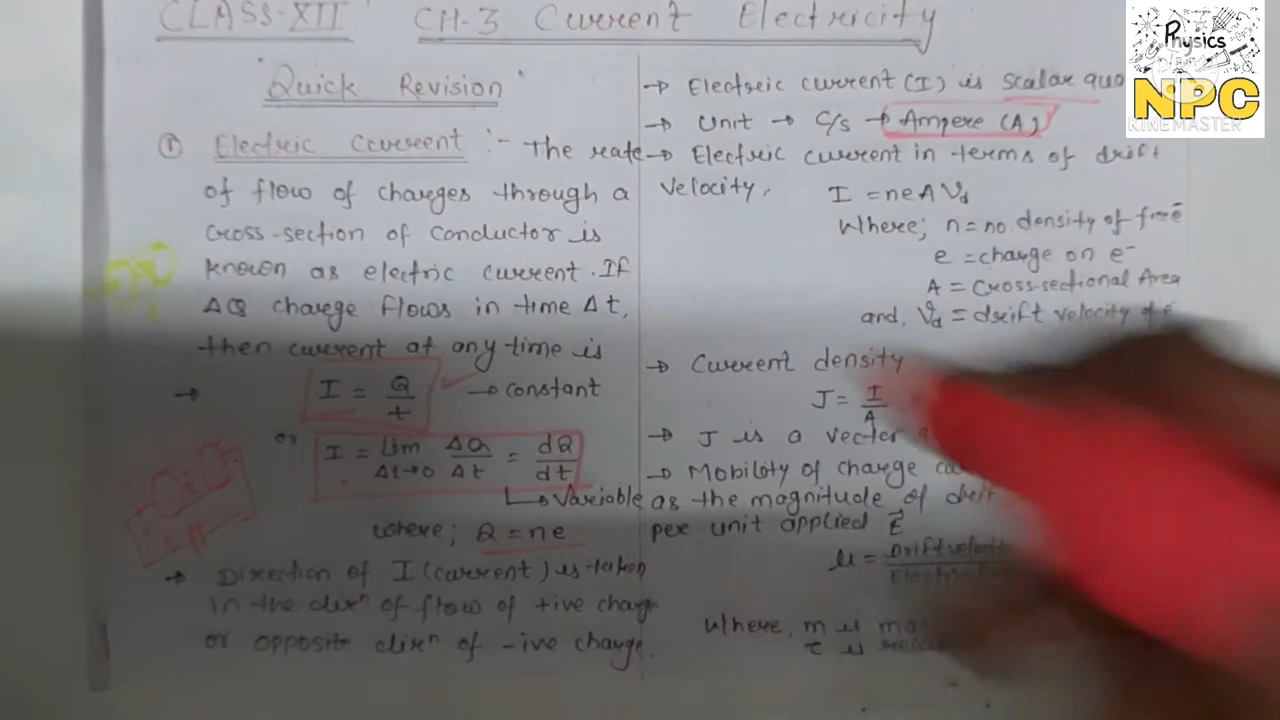 CLASS-XII CH-3 Current Electricity
"Quick Revision"
① Electric Current :- The rate
of flow of charges through a
cross-section of conductor is
known as electric current. If
ΔQ charge flows in time Δt,
then current at any time is
→ I = Q/t → constant
or I = Lim Δt→0 ΔQ/Δt = dQ/dt
↳ Variable
where; Q = ne
→ Direction of I (current) is taken
in the dirⁿ of flow of +ive charge
or opposite dirⁿ of -ive charge.
→ Electric current (I) is scalar
→ Unit → C/s → Ampere (A)
→ Electric current in terms of drift
velocity, I = neAVd
Where; n = no. density of free e⁻
e = charge on e⁻
A = Cross-sectional Area
and, Vd = drift velocity of
→ Current density
J = I/A
→ J is a vector
→ Mobility of charge
as the magnitude of
per unit applied E⃗
μ = Drift
Where, m is
τ is
Physics
NPC
KINEMASTER